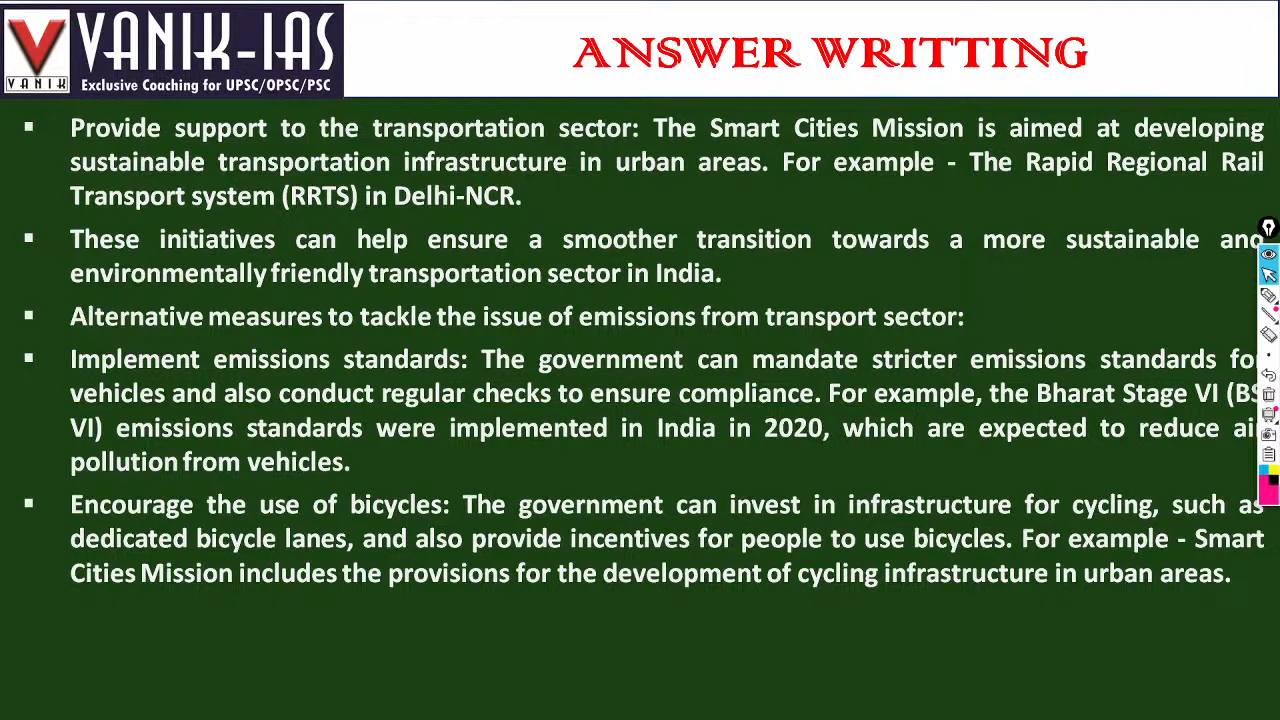 VANIK-IAS
VANIK
Exclusive Coaching for UPSC/OPSC/PSC
ANSWER WRITTING
▪ Provide support to the transportation sector: The Smart Cities Mission is aimed at developing
sustainable transportation infrastructure in urban areas. For example - The Rapid Regional Rail
Transport system (RRTS) in Delhi-NCR.
▪ These initiatives can help ensure a smoother transition towards a more sustainable and
environmentally friendly transportation sector in India.
▪ Alternative measures to tackle the issue of emissions from transport sector:
▪ Implement emissions standards: The government can mandate stricter emissions standards for
vehicles and also conduct regular checks to ensure compliance. For example, the Bharat Stage VI (BS
VI) emissions standards were implemented in India in 2020, which are expected to reduce air
pollution from vehicles.
▪ Encourage the use of bicycles: The government can invest in infrastructure for cycling, such as
dedicated bicycle lanes, and also provide incentives for people to use bicycles. For example - Smart
Cities Mission includes the provisions for the development of cycling infrastructure in urban areas.